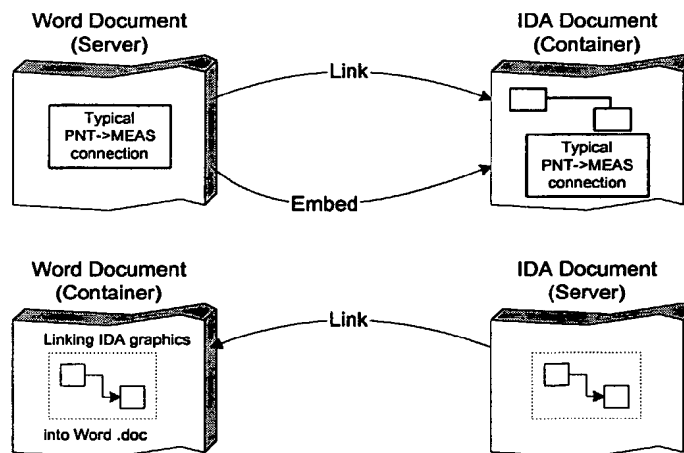 Word Document
(Server)
IDA Document
(Container)
Link
Typical
PNT->MEAS
connection
Typical
PNT->MEAS
connection
Embed
Word Document
(Container)
IDA Document
(Server)
Link
Linking IDA graphics
into Word .doc